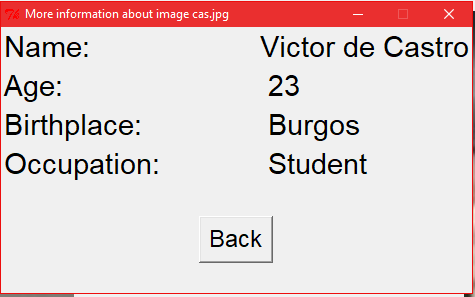 More information about image cas.jpg
Name: Victor de Castro
Age: 23
Birthplace: Burgos
Occupation: Student
Back